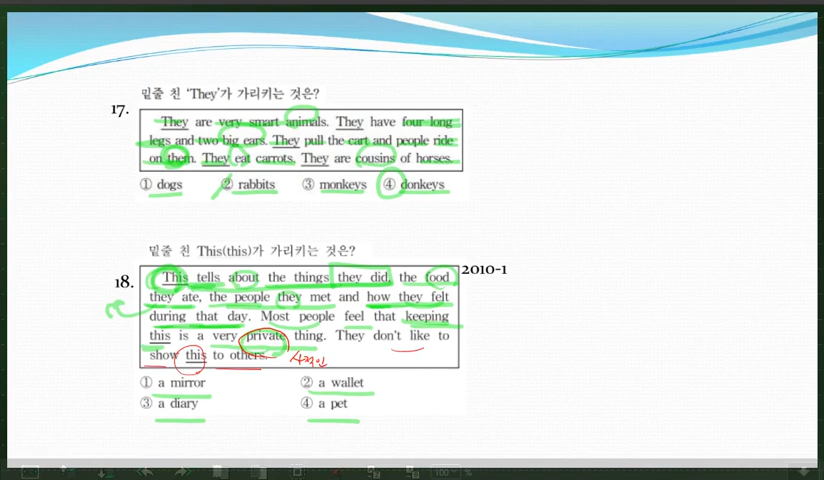 밑줄 친 ‘They’가 가리키는 것은?
17.
They are very smart animals. They have four long
legs and two big ears. They pull the cart and people ride
on them. They eat carrots. They are cousins of horses.
① dogs ② rabbits ③ monkeys ④ donkeys
밑줄 친 This(this)가 가리키는 것은?
18.
This tells about the things they did, the food 2010-1
they ate, the people they met and how they felt
during that day. Most people feel that keeping
this is a very private thing. They don't like to
show this to others. 사적인
① a mirror ② a wallet
③ a diary ④ a pet
100 %